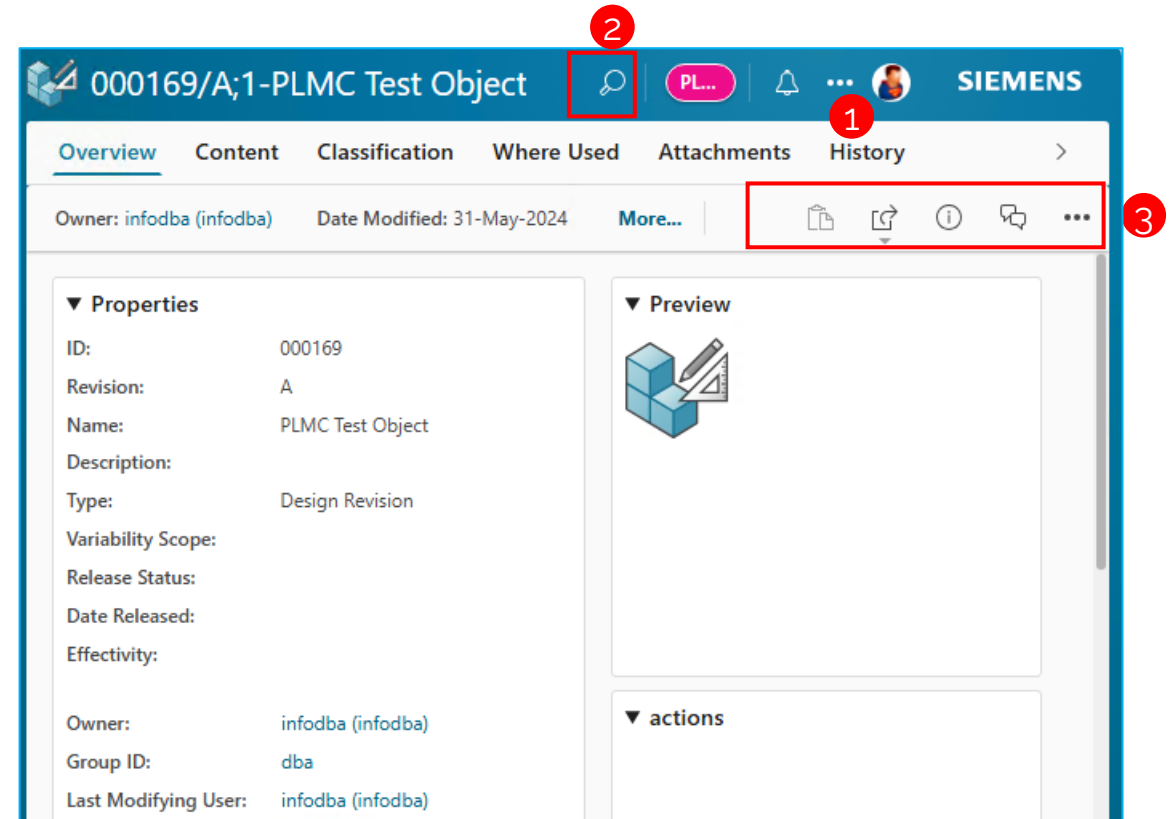 2
000169/A;1-PLMC Test Object PL... ... SIEMENS
1
Overview Content Classification Where Used Attachments History
Owner: infodba (infodba) Date Modified: 31-May-2024 More... ...
3
Properties
ID: 000169
Revision: A
Name: PLMC Test Object
Description:
Type: Design Revision
Variability Scope:
Release Status:
Date Released:
Effectivity:
Owner: infodba (infodba)
Group ID: dba
Last Modifying User: infodba (infodba)
Preview
actions